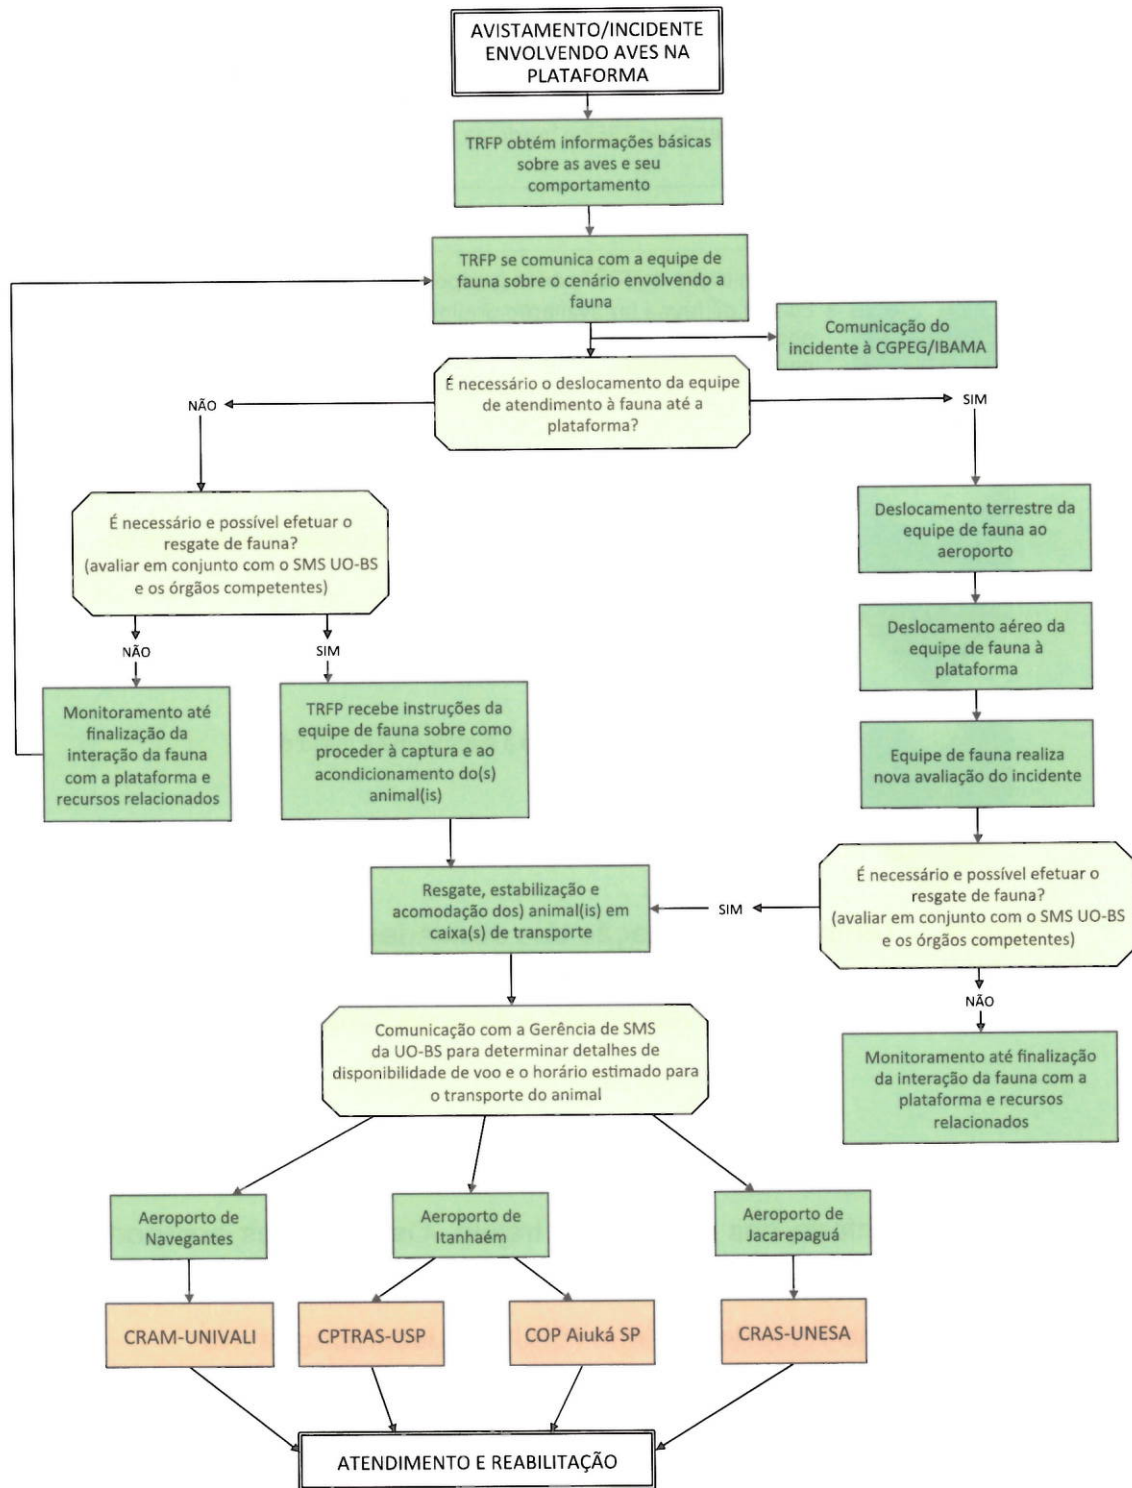 AVISTAMENTO/INCIDENTE
ENVOLVENDO AVES NA
PLATAFORMA
TRFP obtém informações básicas
sobre as aves e seu
comportamento
TRFP se comunica com a equipe de
fauna sobre o cenário envolvendo a
fauna
Comunicação do
incidente à CGPEG/IBAMA
É necessário o deslocamento da equipe
de atendimento à fauna até a
plataforma?
NÃO
SIM
É necessário e possível efetuar o
resgate de fauna?
(avaliar em conjunto com o SMS UO-BS
e os órgãos competentes)
Deslocamento terrestre da
equipe de fauna ao
aeroporto
Deslocamento aéreo da
equipe de fauna à
plataforma
NÃO
SIM
Monitoramento até
finalização da
interação da fauna
com a plataforma e
recursos relacionados
TRFP recebe instruções da
equipe de fauna sobre como
proceder à captura e ao
acondicionamento do(s)
animal(is)
Equipe de fauna realiza
nova avaliação do incidente
É necessário e possível efetuar o
resgate de fauna?
(avaliar em conjunto com o SMS UO-BS
e os órgãos competentes)
SIM
Resgate, estabilização e
acomodação dos) animal(is) em
caixa(s) de transporte
NÃO
Monitoramento até finalização
da interação da fauna com a
plataforma e recursos
relacionados
Comunicação com a Gerência de SMS
da UO-BS para determinar detalhes de
disponibilidade de voo e o horário estimado para
o transporte do animal
Aeroporto de
Navegantes
Aeroporto de
Itanhaém
Aeroporto de
Jacarepaguá
CRAM-UNIVALI
CPTRAS-USP
COP Aiuká SP
CRAS-UNESA
ATENDIMENTO E REABILITAÇÃO